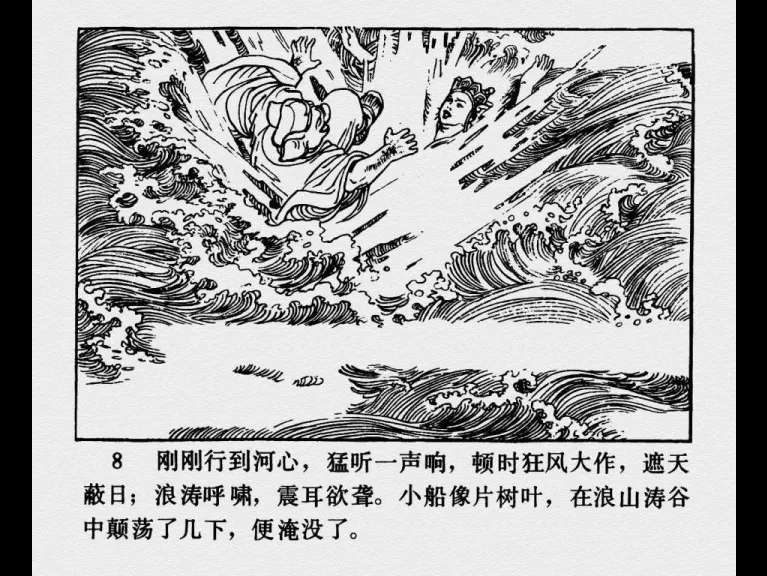 8 刚刚行到河心，猛听一声响，顿时狂风大作，遮天
蔽日；浪涛呼啸，震耳欲聋。小船像片树叶，在浪山涛谷
中颠荡了几下，便淹没了。